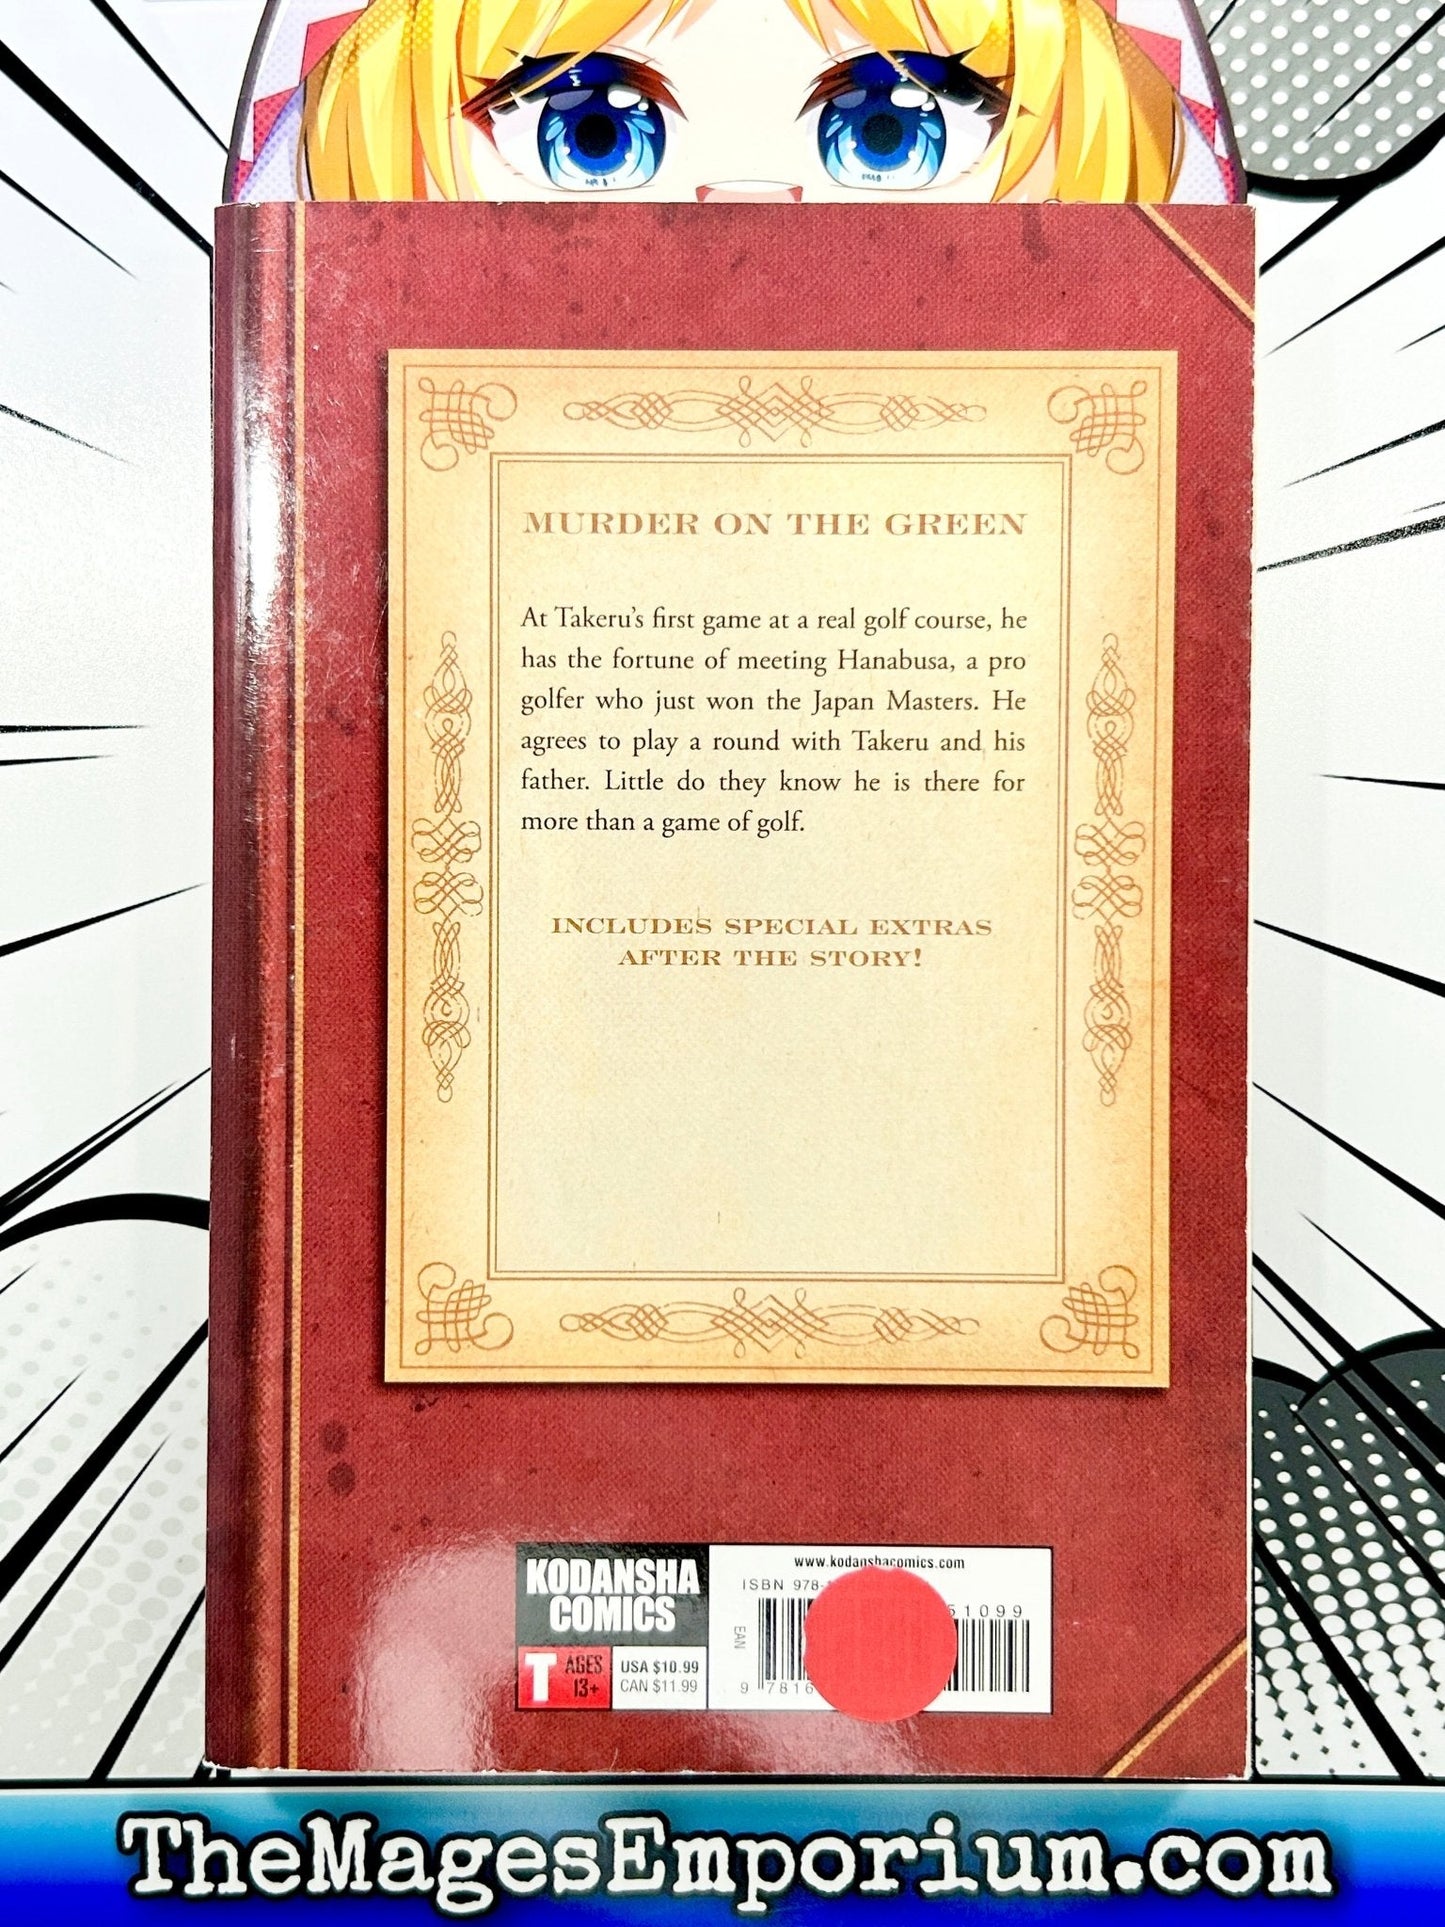 MURDER ON THE GREEN
At Takeru's first game at a real golf course, he
has the fortune of meeting Hanabusa, a pro
golfer who just won the Japan Masters. He
agrees to play a round with Takeru and his
father. Little do they know he is there for
more than a game of golf.
INCLUDES SPECIAL EXTRAS
AFTER THE STORY!
KODANSHA
COMICS
T AGES
13+
USA $10.99
CAN $11.99
www.kodanshacomics.com
ISBN 978-
51099
EAN
9 7816
TheMagesEmporium.com